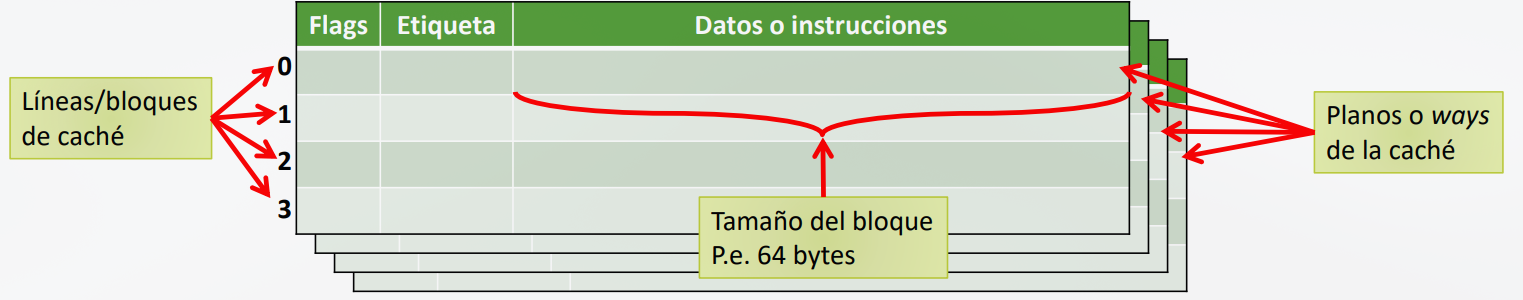 Flags Etiqueta Datos o instrucciones
0
1
2
3
Líneas/bloques
de caché
Planos o ways
de la caché
Tamaño del bloque
P.e. 64 bytes